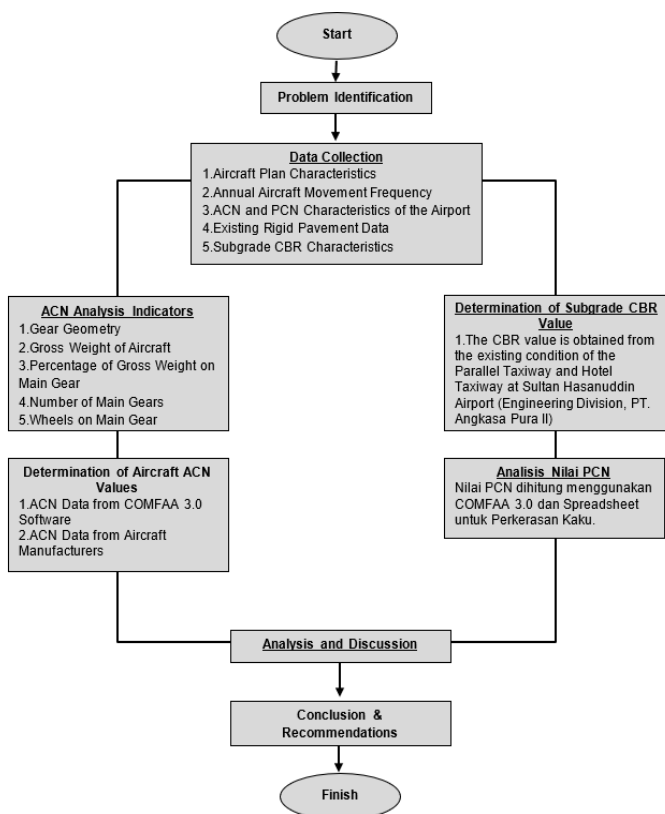 Start
Problem Identification
Data Collection
1.Aircraft Plan Characteristics
2.Annual Aircraft Movement Frequency
3.ACN and PCN Characteristics of the Airport
4.Existing Rigid Pavement Data
5.Subgrade CBR Characteristics
ACN Analysis Indicators
1.Gear Geometry
2.Gross Weight of Aircraft
3.Percentage of Gross Weight on
Main Gear
4.Number of Main Gears
5.Wheels on Main Gear
Determination of Aircraft ACN
Values
1.ACN Data from COMFAA 3.0
Software
2.ACN Data from Aircraft
Manufacturers
Determination of Subgrade CBR
Value
1.The CBR value is obtained from
the existing condition of the
Parallel Taxiway and Hotel
Taxiway at Sultan Hasanuddin
Airport (Engineering Division, PT.
Angkasa Pura II)
Analisis Nilai PCN
Nilai PCN dihitung menggunakan
COMFAA 3.0 dan Spreadsheet
untuk Perkerasan Kaku.
Analysis and Discussion
Conclusion &
Recommendations
Finish